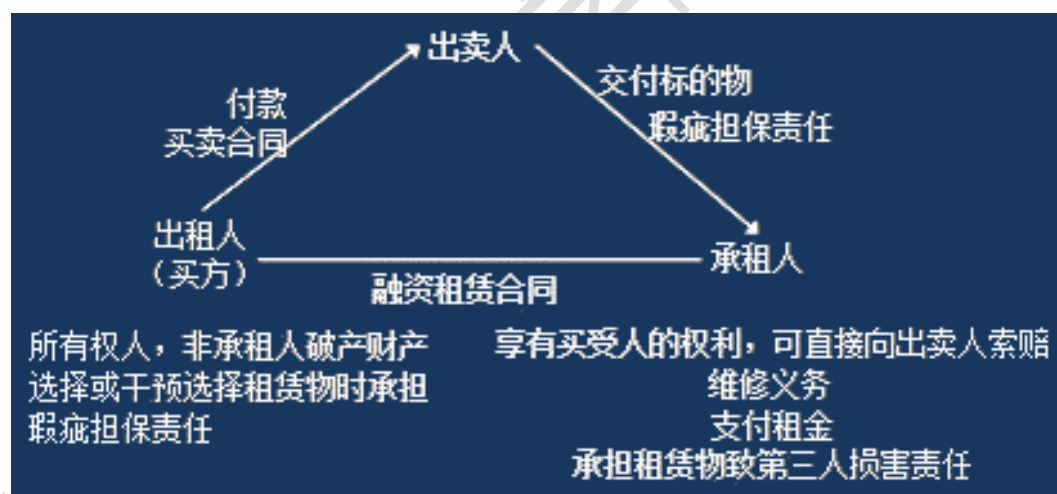 出卖人
付款
买卖合同
交付标的物
瑕疵担保责任
出租人
（买方）
承租人
融资租赁合同
所有权人，非承租人破产财产
选择或干预选择租赁物时承担
瑕疵担保责任
享有买受人的权利，可直接向出卖人索赔
维修义务
支付租金
承担租赁物致第三人损害责任